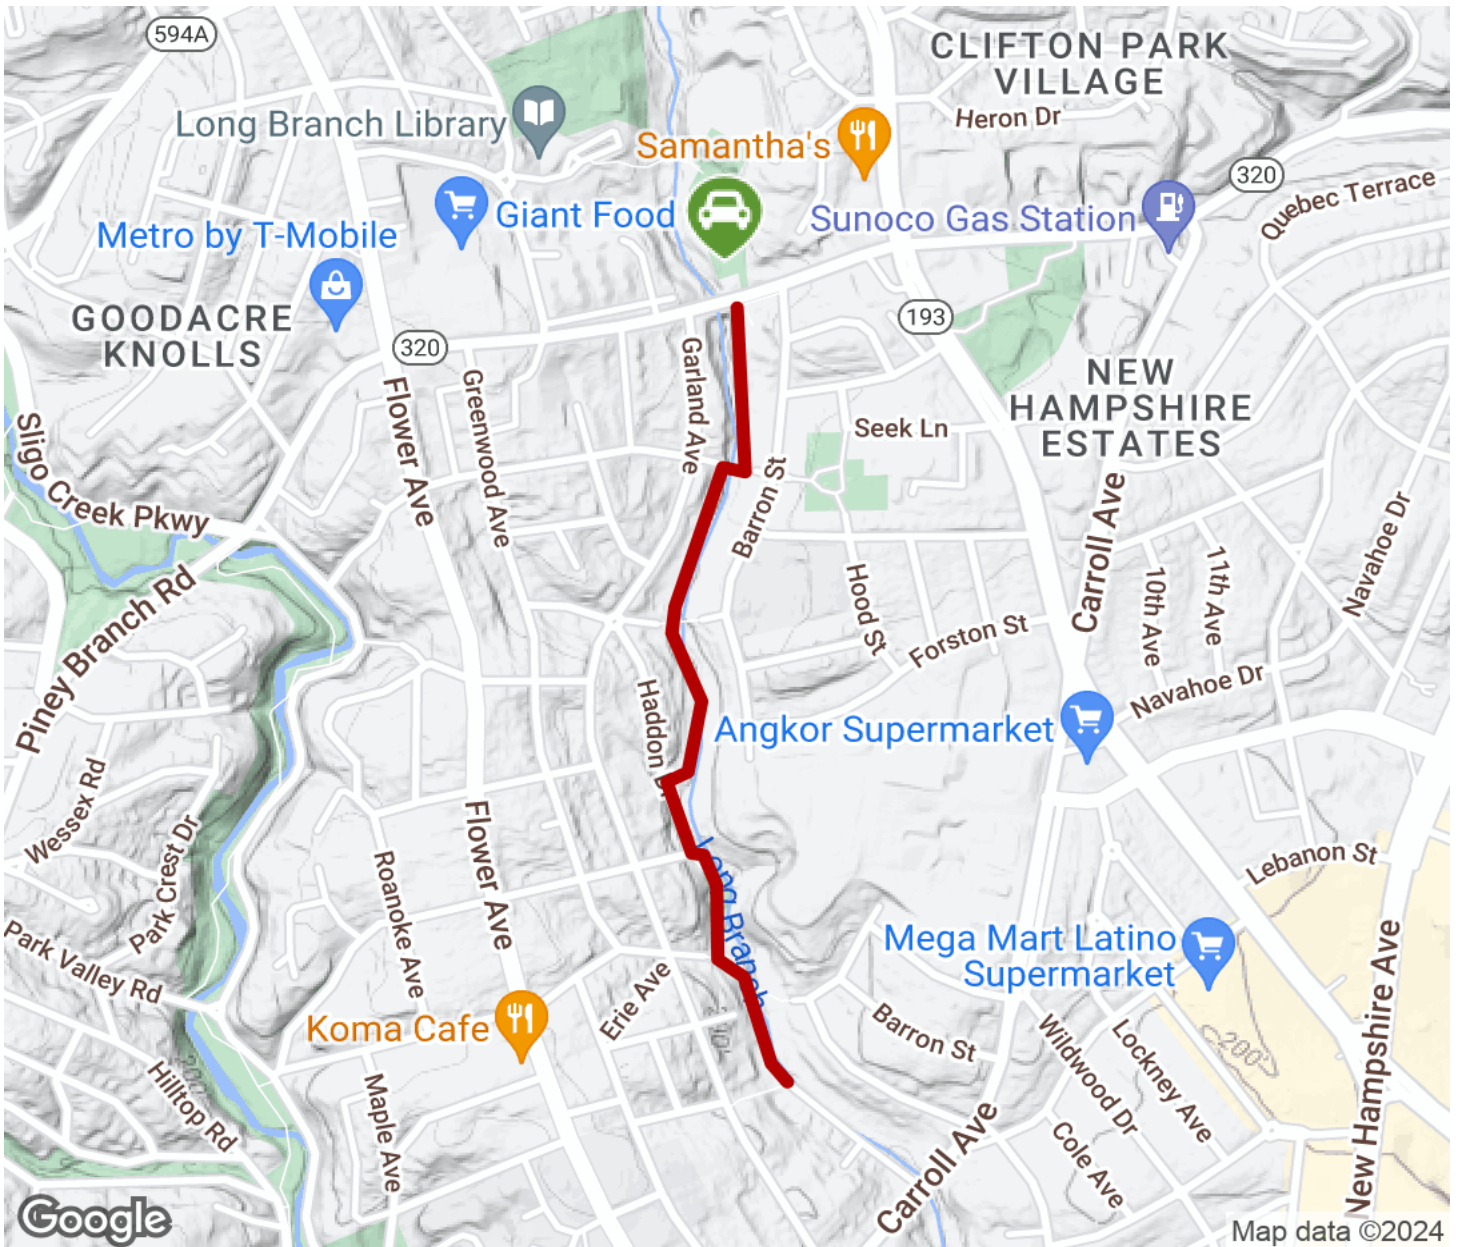 594A
CLIFTON PARK
VILLAGE
Heron Dr
Long Branch Library
Samantha's
320
Quebec Terrace
Giant Food
Sunoco Gas Station
Metro by T-Mobile
GOODACRE
KNOLLS
193
320
Garland Ave
Greenwood Ave
Flower Ave
NEW
HAMPSHIRE
ESTATES
Seek Ln
Sligo Creek Pkwy
Barron St
Carroll Ave
Navahoe Dr
Piney Branch Rd
Hood St
10th Ave
11th Ave
Forston St
Navahoe Dr
Haddon Dr
Angkor Supermarket
Wessex Rd
Park Crest Dr
Flower Ave
Roanoke Ave
Long Branch
Lebanon St
Park Valley Rd
Mega Mart Latino
Supermarket
Erie Ave
Koma Cafe
Barron St
Wildwood Dr
Lockney Ave
200'
New Hampshire Ave
Hilltop Rd
Maple Ave
Carroll Ave
Cole Ave
Google
Map data ©2024